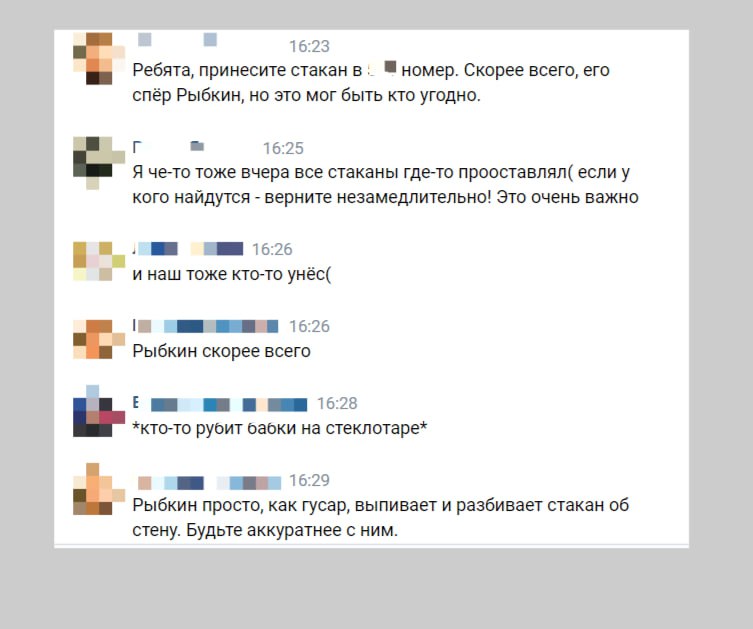 16:23
Ребята, принесите стакан в номер. Скорее всего, его
спёр Рыбкин, но это мог быть кто угодно.
16:25
Я че-то тоже вчера все стаканы где-то прооставлял( если у
кого найдутся - верните незамедлительно! Это очень важно
16:26
и наш тоже кто-то унёс(
16:26
Рыбкин скорее всего
16:28
*кто-то рубит бабки на стеклотаре*
16:29
Рыбкин просто, как гусар, выпивает и разбивает стакан об
стену. Будьте аккуратнее с ним.